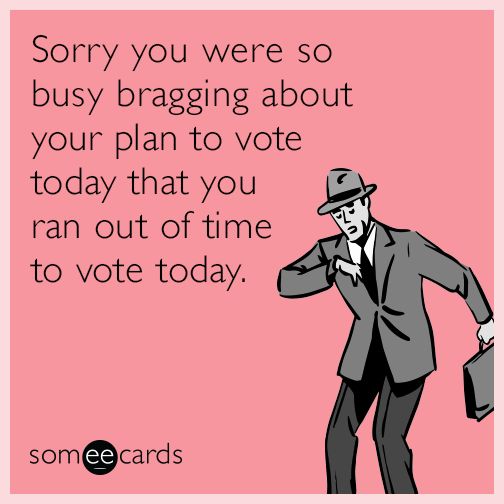 Sorry you were so
busy bragging about
your plan to vote
today that you
ran out of time
to vote today.
someecards